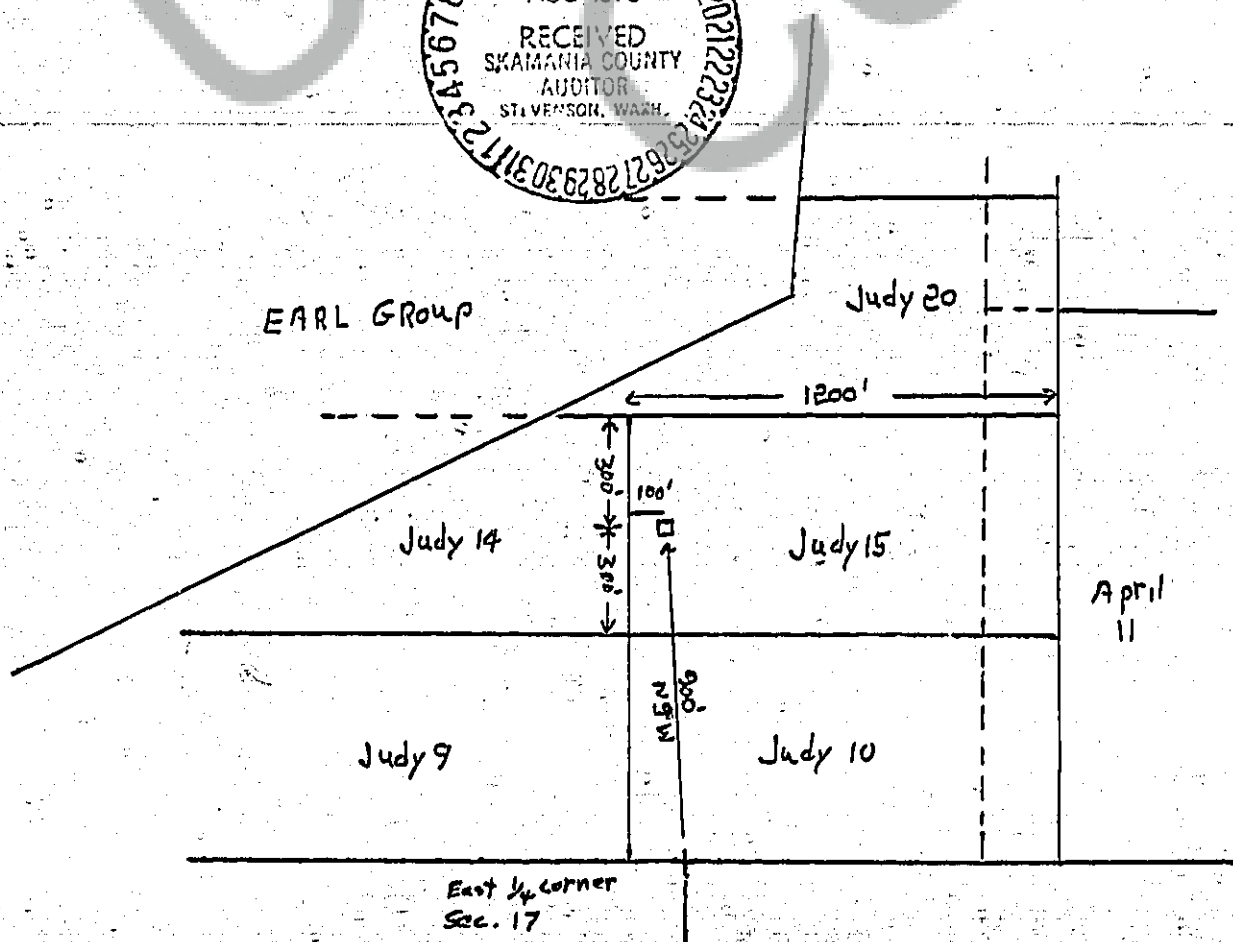 RECEIVED
SKAMANIA COUNTY
AUDITOR
STEVENSON, WASH.
EARL GROUP
Judy 20
1200'
300'
100'
Judy 14
Judy 15
300'
April
11
900'
Judy 9
Judy 10
East 1/4 corner
Sec. 17